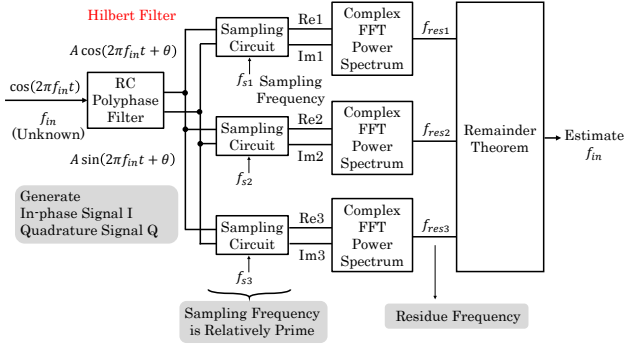 Hilbert Filter
A cos(2πf_in t + θ)
cos(2πf_in t)
f_in
(Unknown)
RC
Polyphase
Filter
A sin(2πf_in t + θ)
Generate
In-phase Signal I
Quadrature Signal Q
Sampling
Circuit
f_s1
Sampling
Frequency
Re1
Im1
Complex
FFT
Power
Spectrum
f_res1
Sampling
Circuit
f_s2
Re2
Im2
Complex
FFT
Power
Spectrum
f_res2
Sampling
Circuit
f_s3
Re3
Im3
Complex
FFT
Power
Spectrum
f_res3
Remainder
Theorem
Estimate
f_in
Sampling Frequency
is Relatively Prime
Residue Frequency